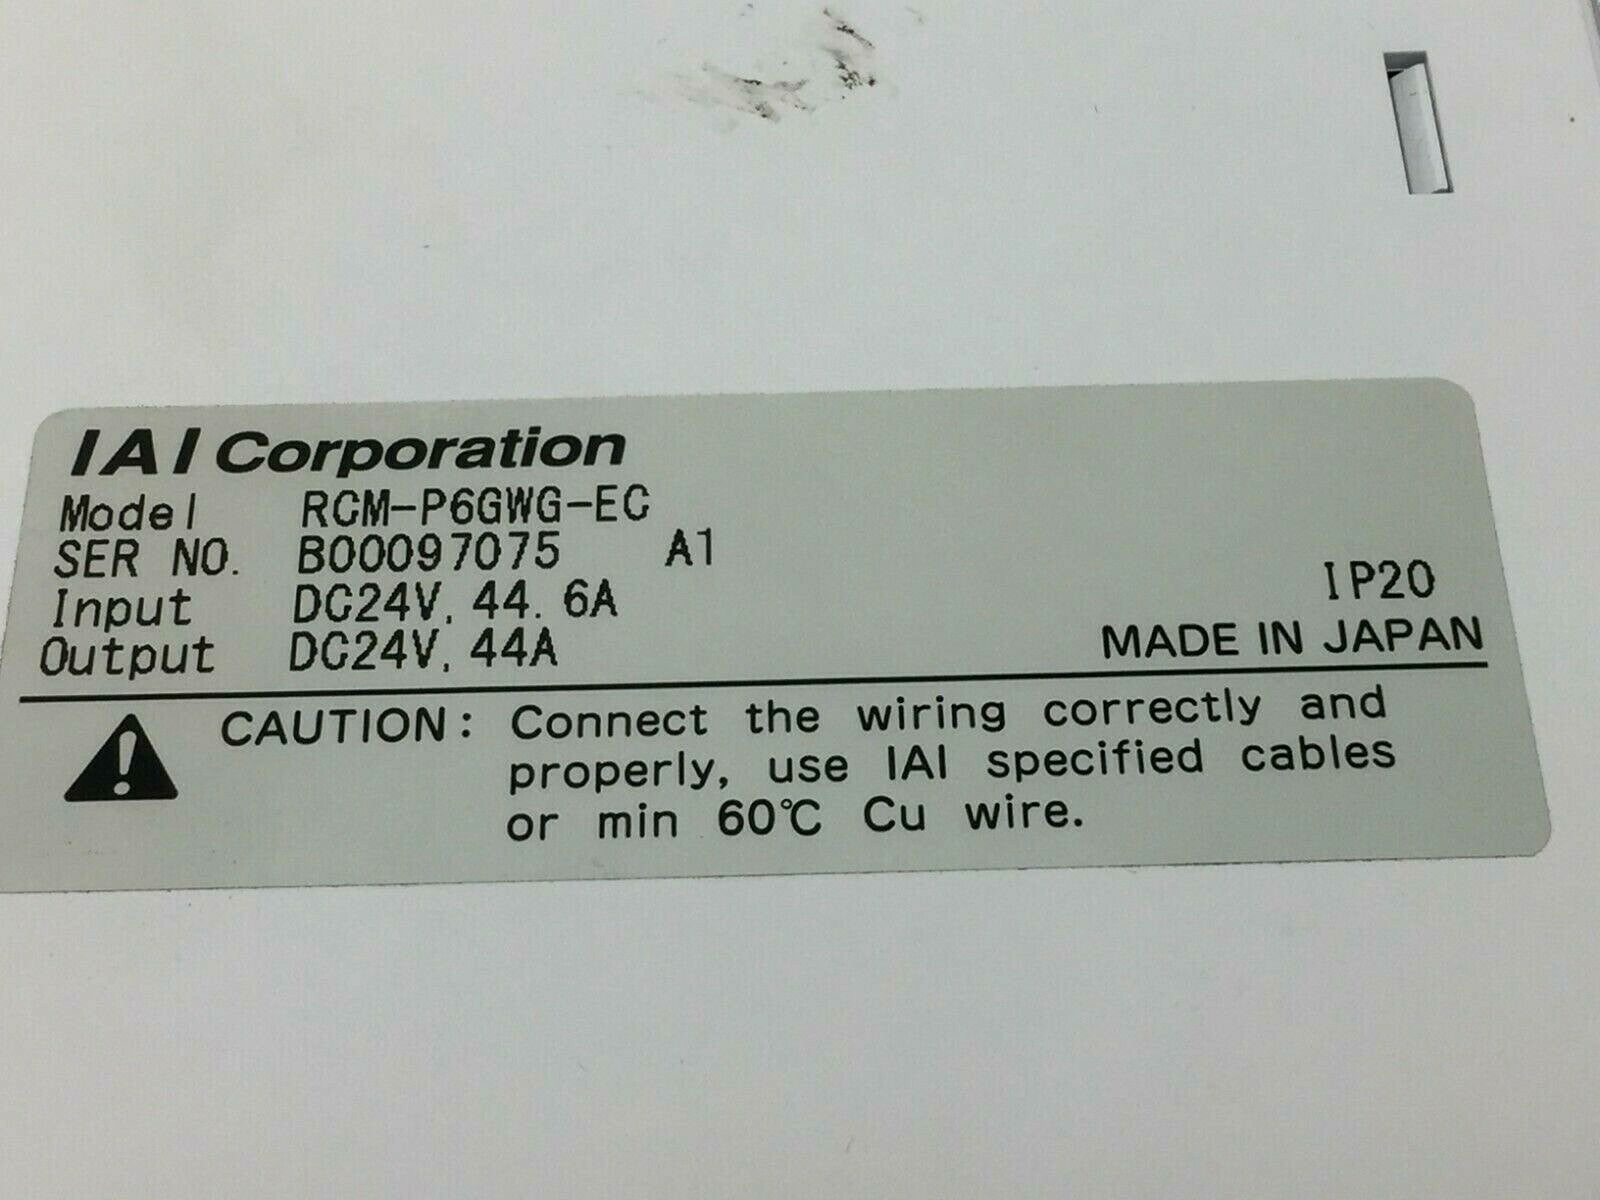 IAI Corporation
Model RCM-P6GWG-EC
SER NO. B00097075 A1
Input DC24V, 44.6A
Output DC24V, 44A
IP20
MADE IN JAPAN
CAUTION: Connect the wiring correctly and
properly, use IAI specified cables
or min 60℃ Cu wire.